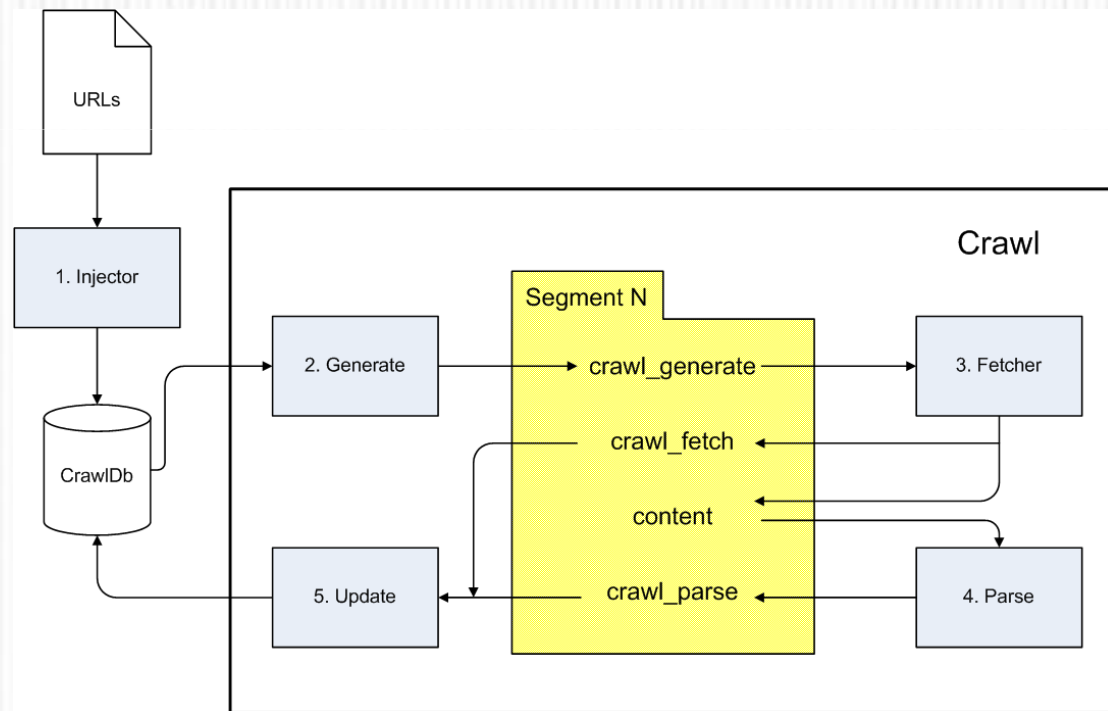 URLs
1. Injector
CrawlDb
Crawl
Segment N
2. Generate
crawl_generate
3. Fetcher
crawl_fetch
content
crawl_parse
5. Update
4. Parse